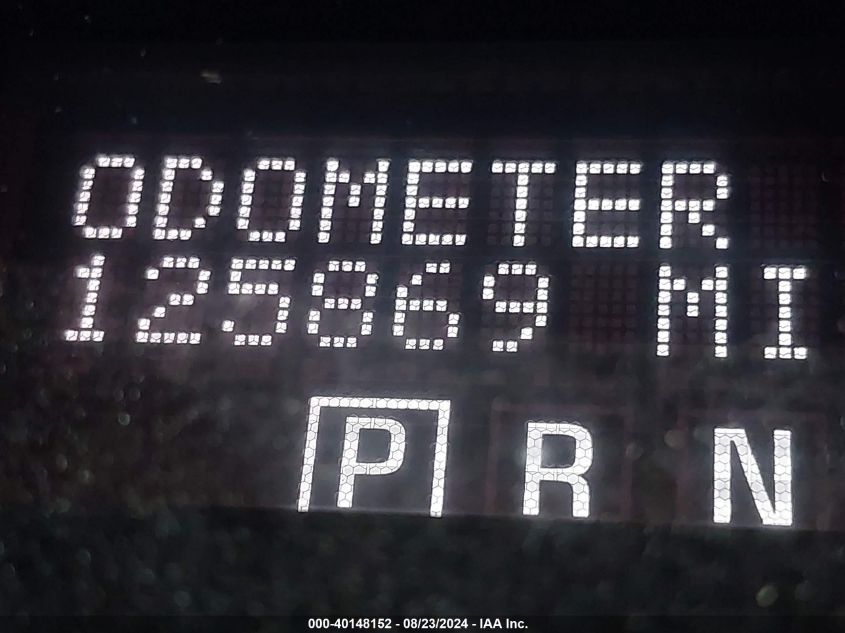 ODOMETER
125869 MI
P R N
000-40148152 - 08/23/2024 - IAA Inc.